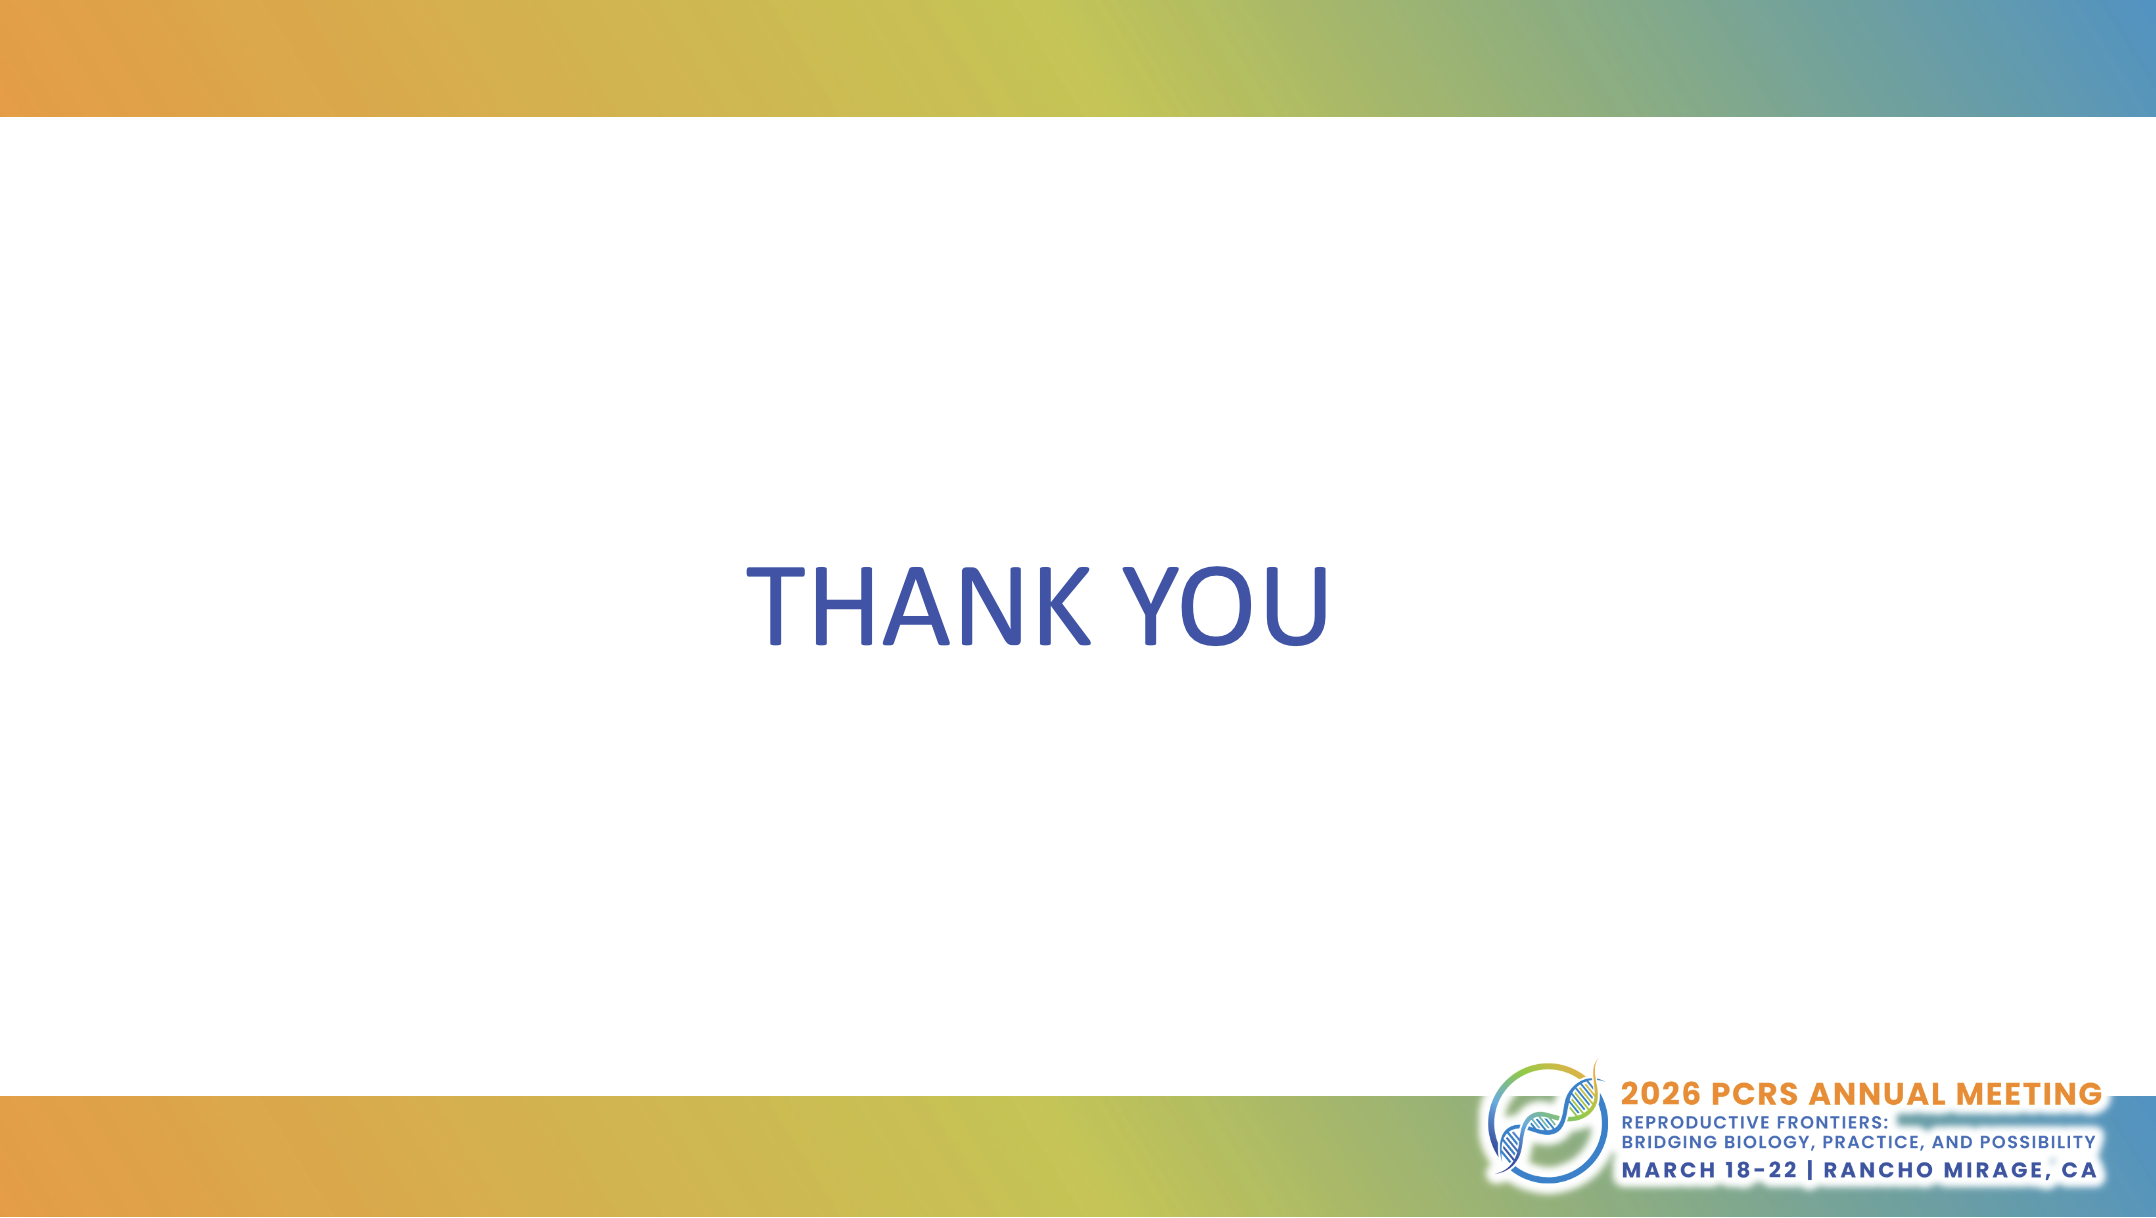 THANK YOU
2026 PCRS ANNUAL MEETING
REPRODUCTIVE FRONTIERS:
BRIDGING BIOLOGY, PRACTICE, AND POSSIBILITY
MARCH 18-22 | RANCHO MIRAGE, CA